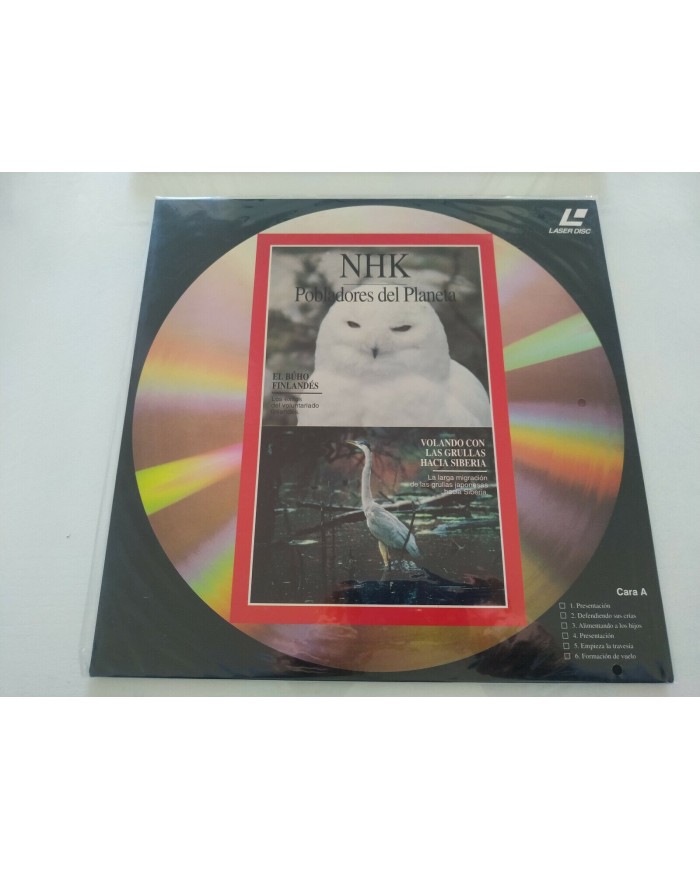 LASER DISC
NHK
Pobladores del Planeta
EL BÚHO
FINLANDÉS
del voluminado
VOLANDO CON
LAS GRULLAS
HACIA SIBERIA
La larga migración
de las grullas japonesas
hacia Siberia.
Cara A
1. Presentación
2. Defendiendo sus crías
3. Alimentando a los hijos
4. Presentación
5. Empieza la travesía
6. Formación de vuelo